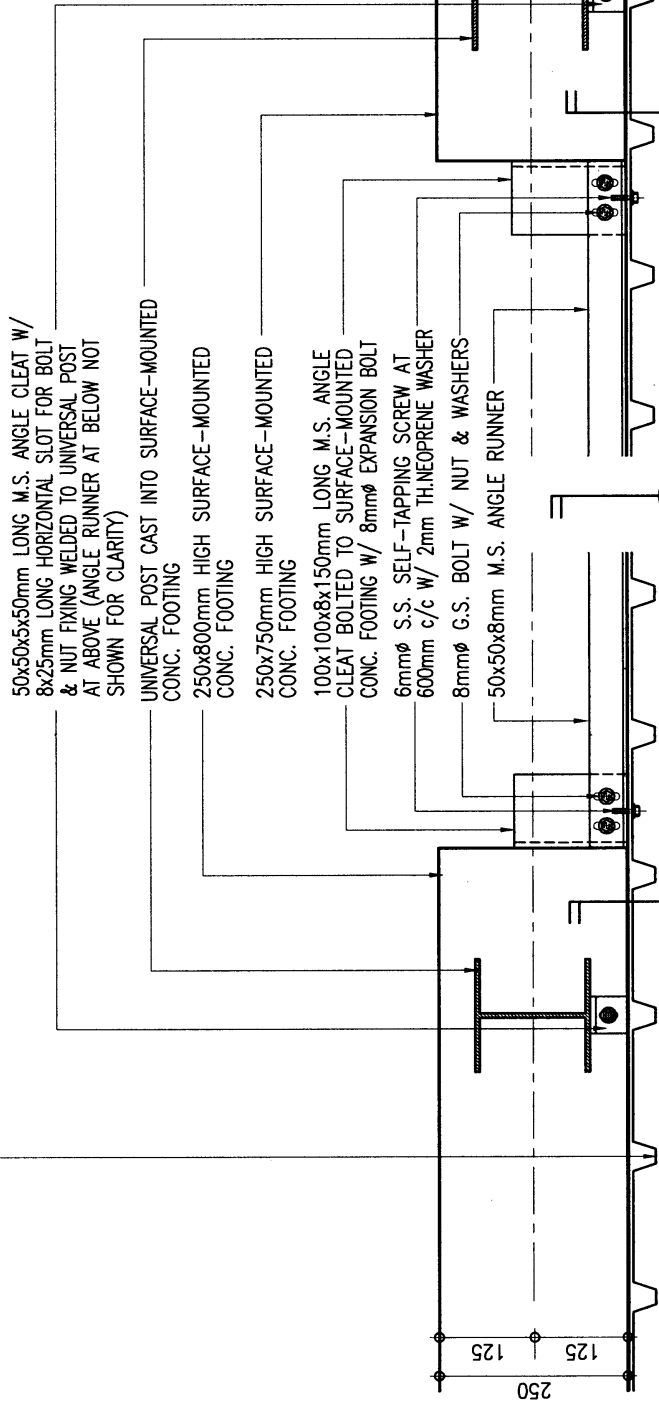 50x50x5x50mm LONG M.S. ANGLE CLEAT W/
8x25mm LONG HORIZONTAL SLOT FOR BOLT
& NUT FIXING WELDED TO UNIVERSAL POST
AT ABOVE (ANGLE RUNNER AT BELOW NOT
SHOWN FOR CLARITY)
UNIVERSAL POST CAST INTO SURFACE-MOUNTED
CONC. FOOTING
250x800mm HIGH SURFACE-MOUNTED
CONC. FOOTING
250x750mm HIGH SURFACE-MOUNTED
CONC. FOOTING
100x100x8x150mm LONG M.S. ANGLE
CLEAT BOLTED TO SURFACE-MOUNTED
CONC. FOOTING W/ 8mmø EXPANSION BOLT
6mmø S.S. SELF-TAPPING SCREW AT
600mm c/c W/ 2mm TH.NEOPRENE WASHER
8mmø G.S. BOLT W/ NUT & WASHERS
50x50x8mm M.S. ANGLE RUNNER
125
125
250